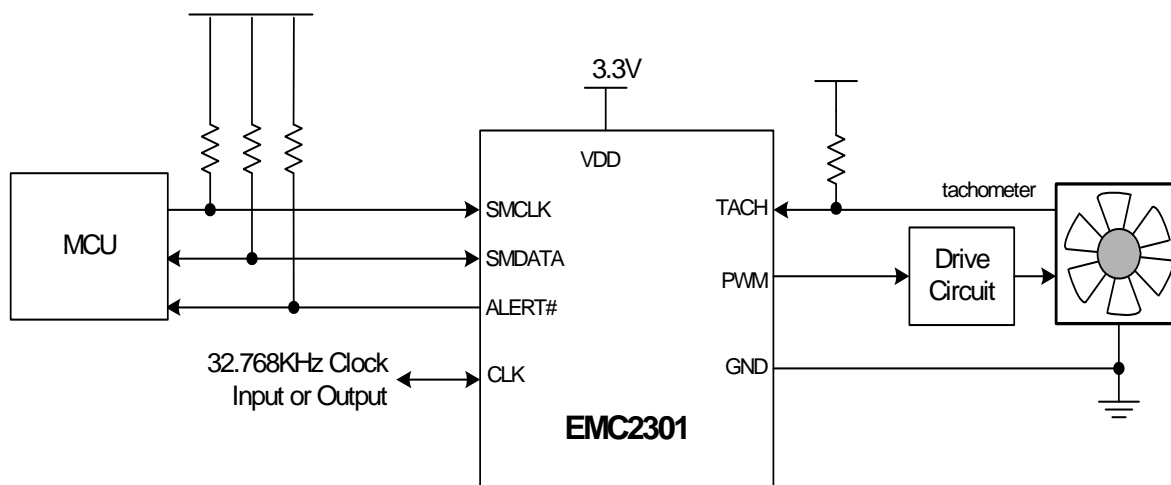 3.3V
VDD
MCU
SMCLK
SMDATA
ALERT#
CLK
32.768KHz Clock
Input or Output
TACH
PWM
GND
EMC2301
tachometer
Drive
Circuit